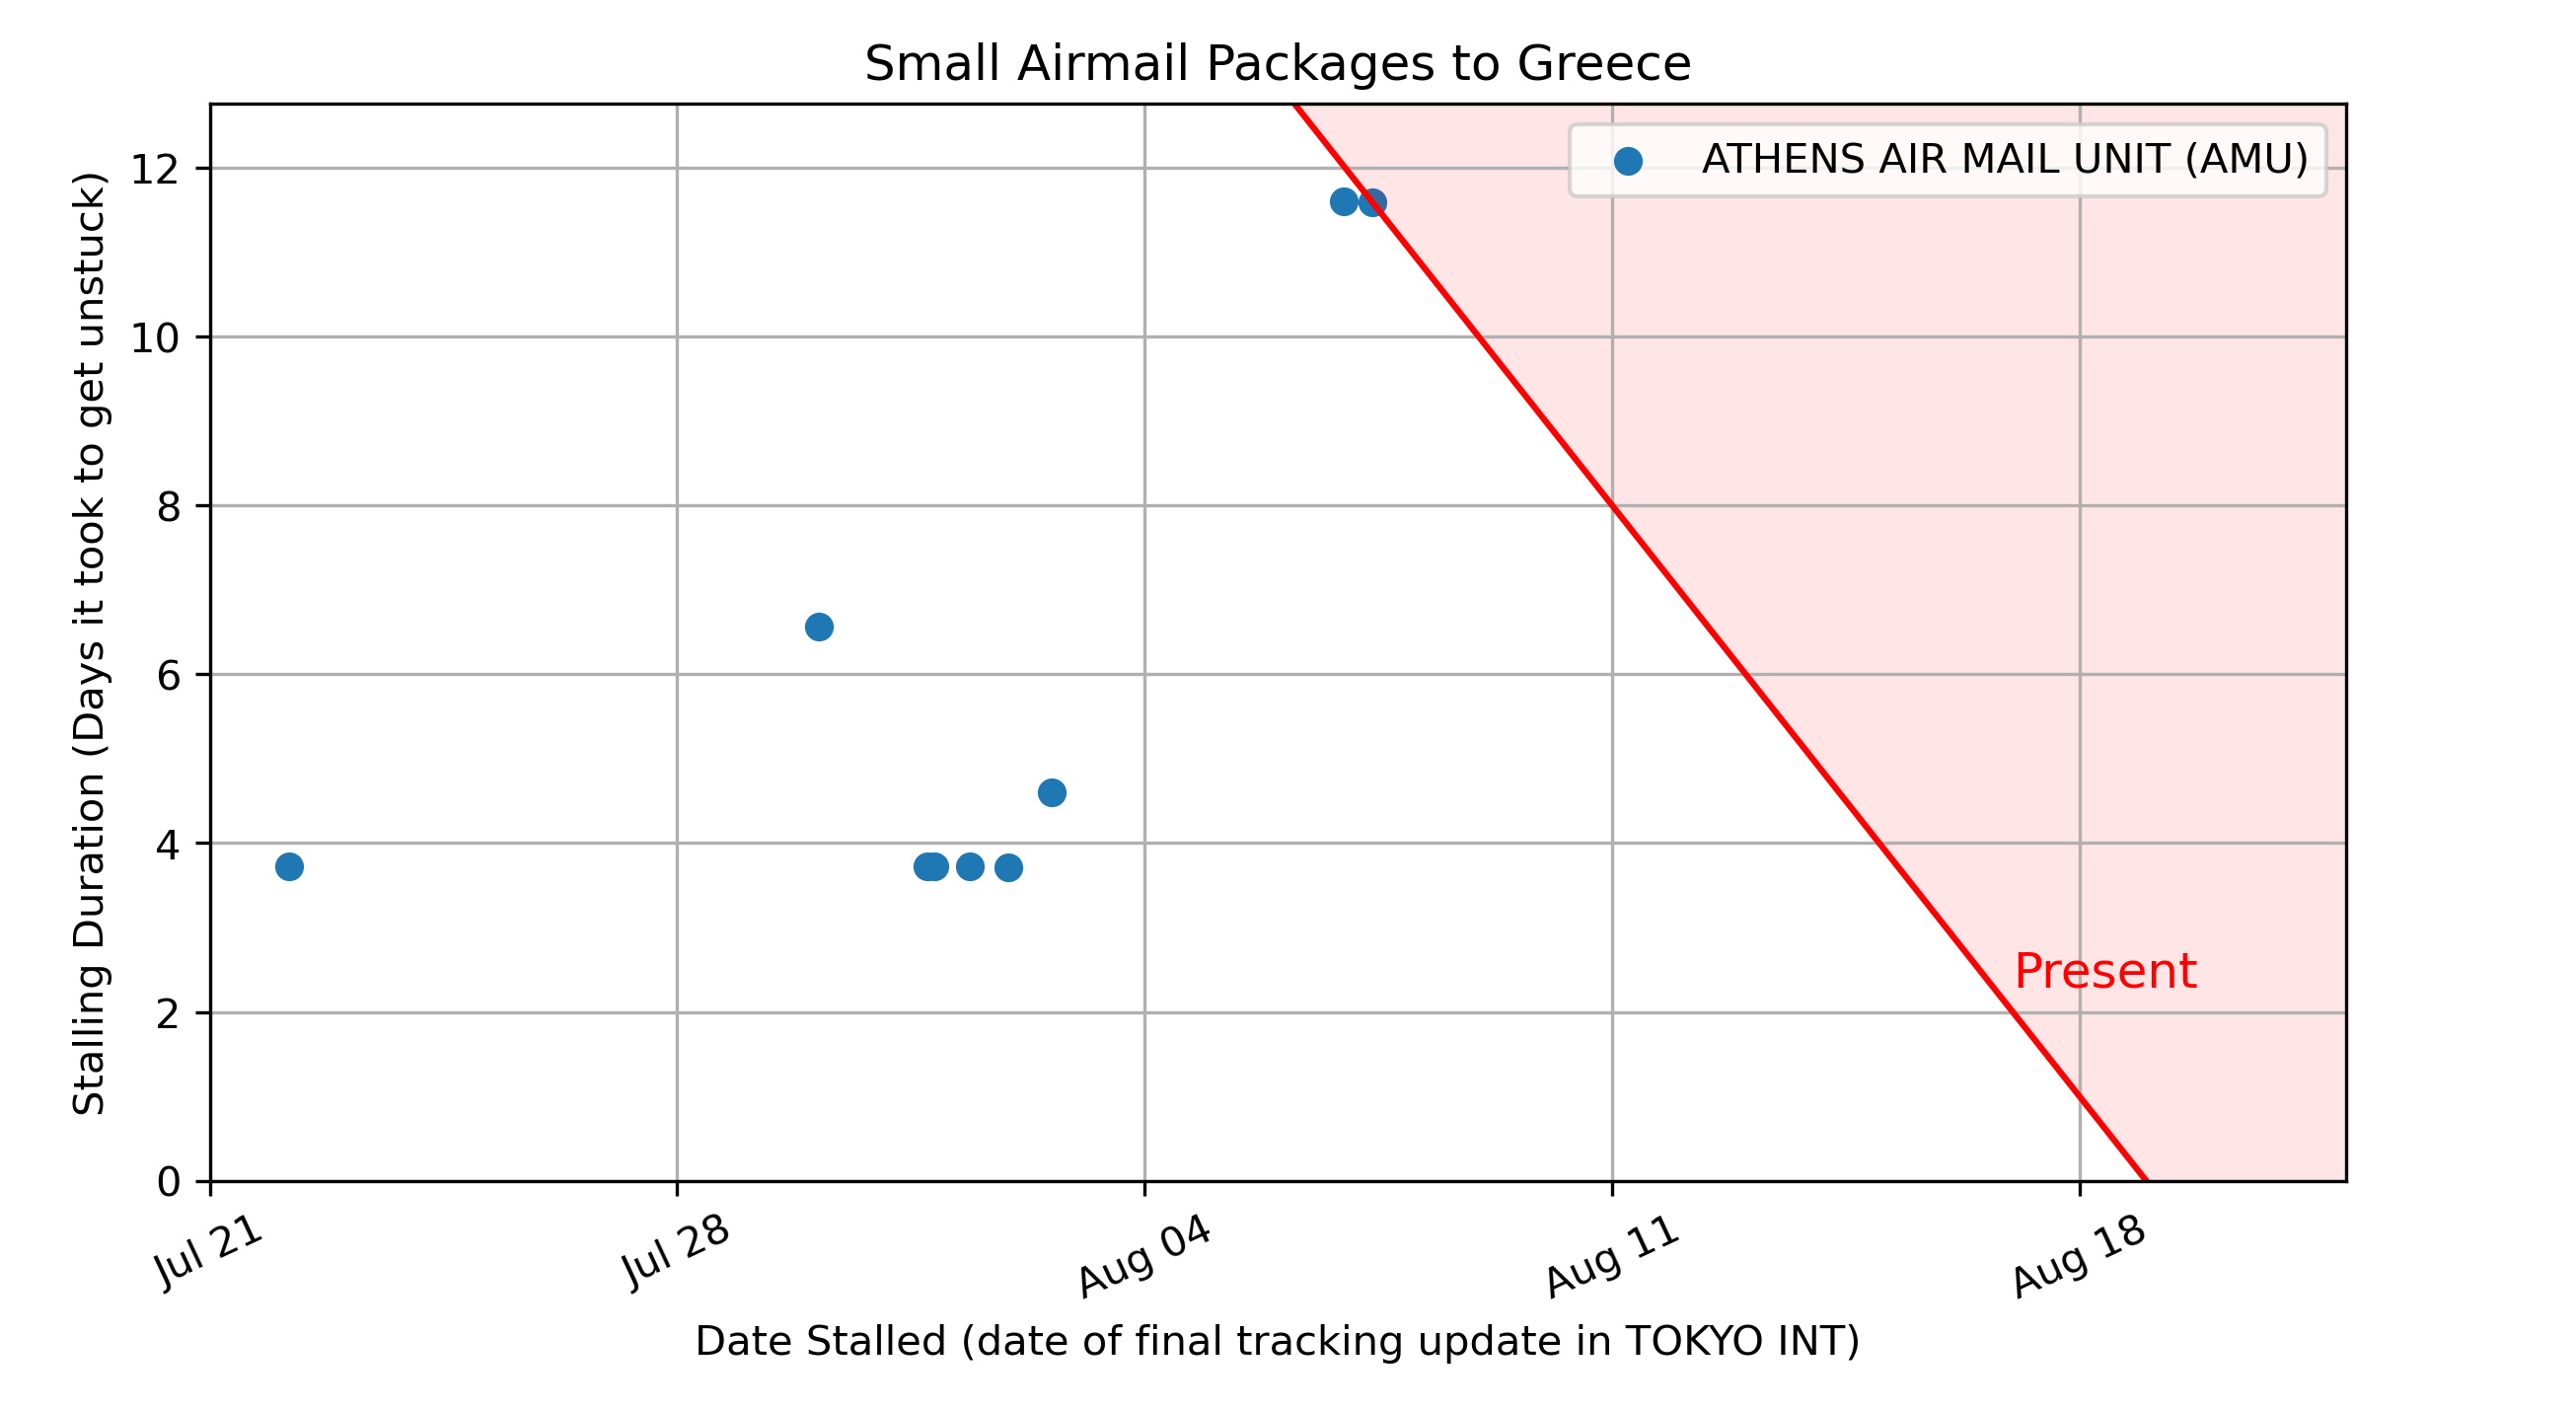 Small Airmail Packages to Greece
ATHENS AIR MAIL UNIT (AMU)
Stalling Duration (Days it took to get unstuck)
12
10
8
6
4
2
0
Present
Jul 21
Jul 28
Aug 04
Aug 11
Aug 18
Date Stalled (date of final tracking update in TOKYO INT)